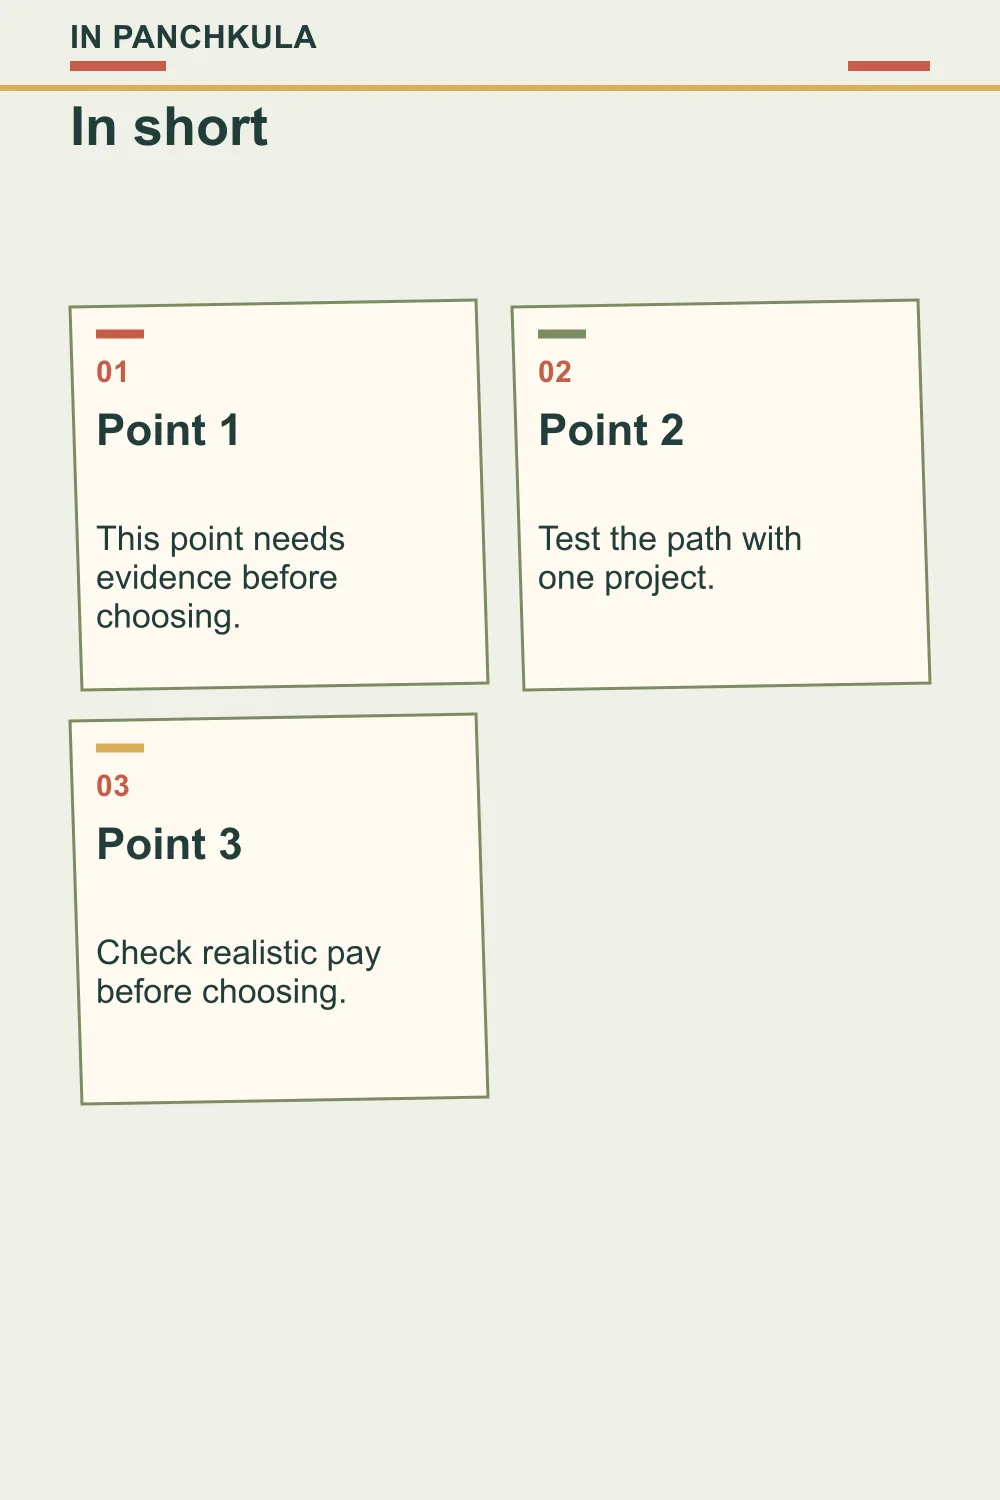 IN PANCHKULA
In short
01
Point 1
This point needs
evidence before
choosing.
02
Point 2
Test the path with
one project.
03
Point 3
Check realistic pay
before choosing.